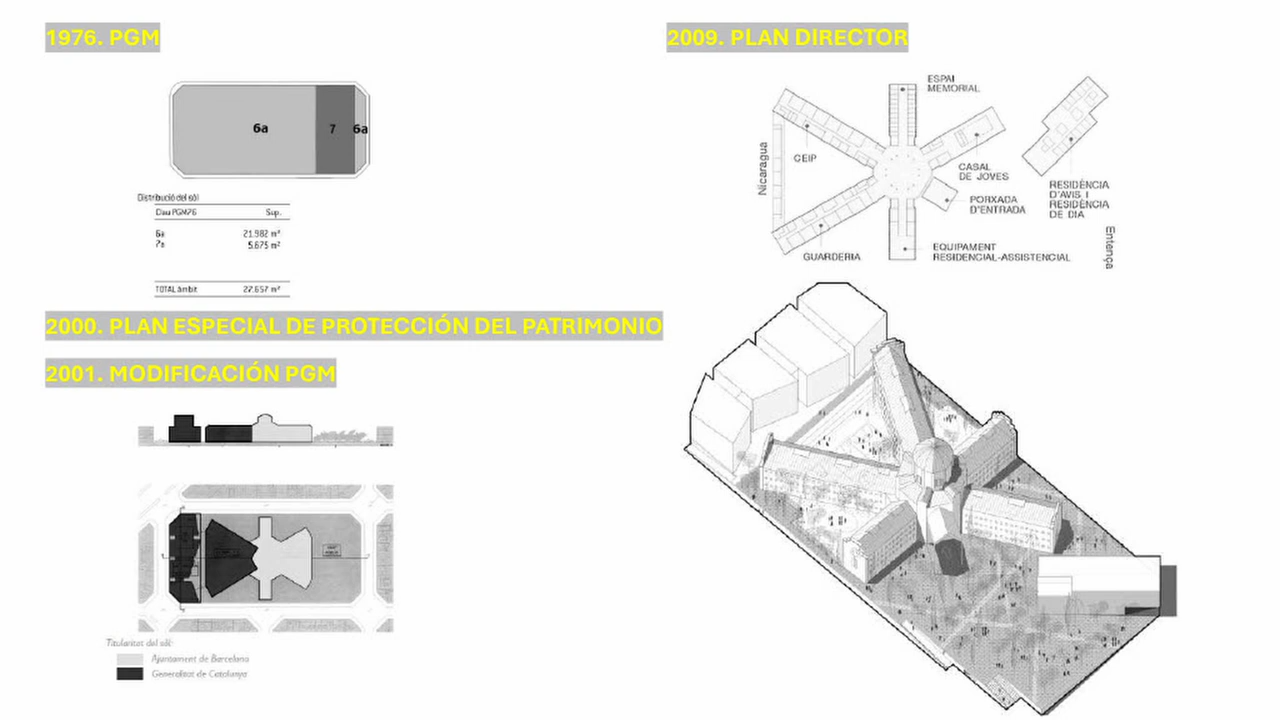 1976. PGM
6a
7
6a
Distribució del sòl
Clau PGM76 Sup.
6a 21.982 m²
7a 5.675 m²
TOTAL àmbit 27.657 m²
2000. PLAN ESPECIAL DE PROTECCIÓN DEL PATRIMONIO
2001. MODIFICACIÓN PGM
Titularitat del sòl:
Ajuntament de Barcelona
Generalitat de Catalunya
2009. PLAN DIRECTOR
ESPAI
MEMORIAL
Nicaragua
CEIP
CASAL
DE JOVES
PORXADA
D'ENTRADA
RESIDÈNCIA
D'AVIS I
RESIDÈNCIA
DE DIA
GUARDERIA
EQUIPAMENT
RESIDENCIAL-ASSISTENCIAL
Entença